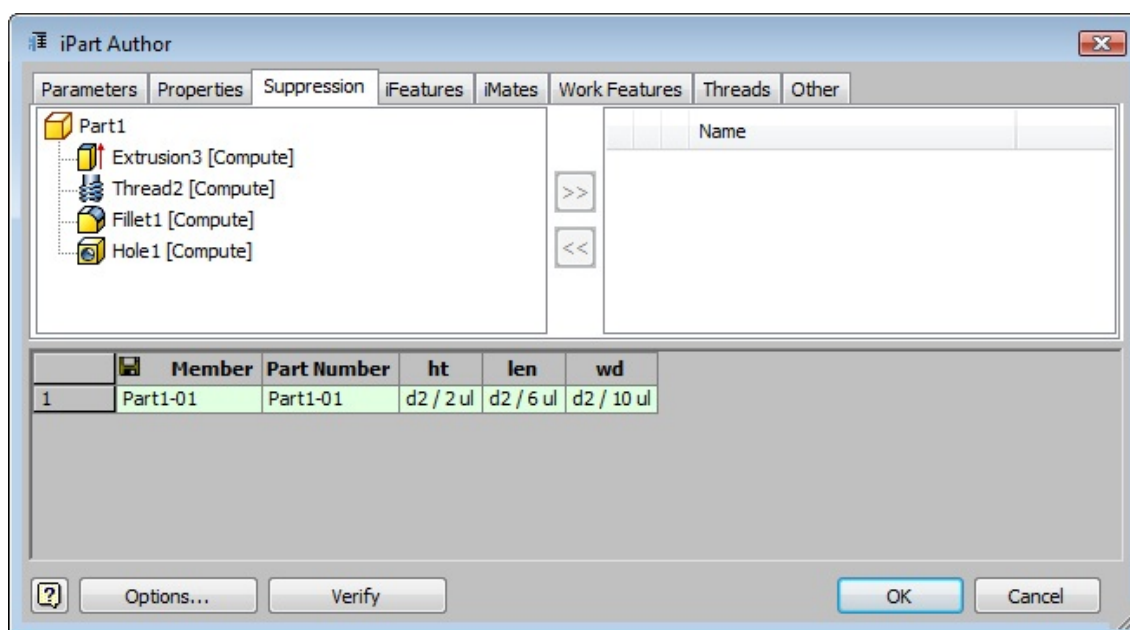 iPart Author
Parameters Properties Suppression iFeatures iMates Work Features Threads Other
Part1
Name
Extrusion3 [Compute]
Thread2 [Compute]
>>
Fillet1 [Compute]
Hole1 [Compute]
<<
Member Part Number ht len wd
1 Part1-01 Part1-01 d2 / 2 ul d2 / 6 ul d2 / 10 ul
? Options... Verify OK Cancel